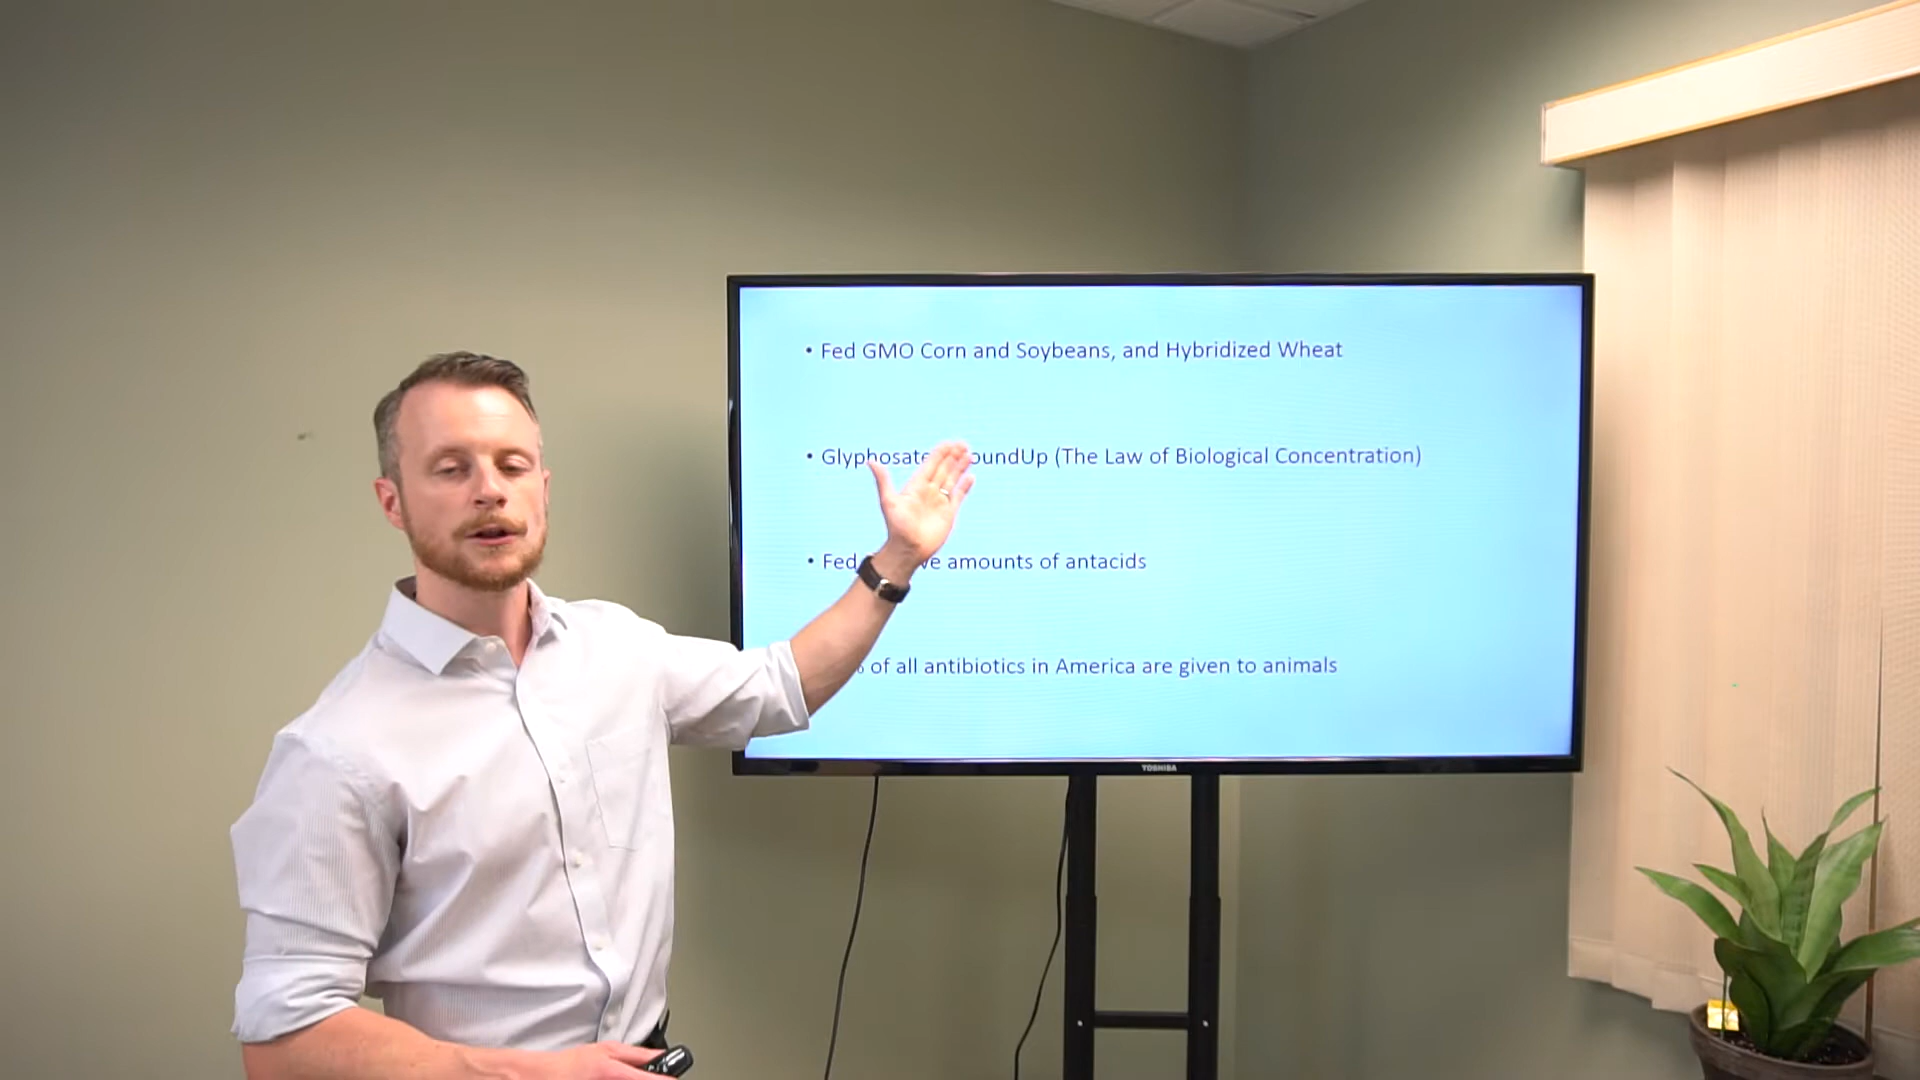 • Fed GMO Corn and Soybeans, and Hybridized Wheat
• Glyphosate oundUp (The Law of Biological Concentration)
• Fed ve amounts of antacids
% of all antibiotics in America are given to animals
TOSHIBA